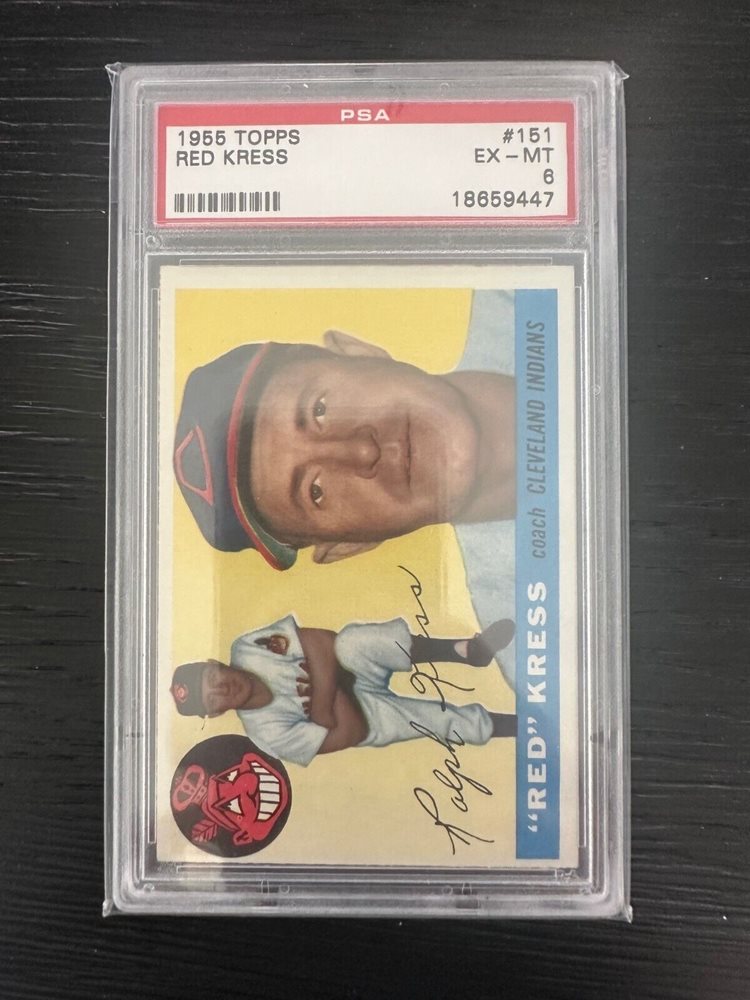 PSA
1955 TOPPS #151
RED KRESS EX-MT
6
18659447
"RED" KRESS coach CLEVELAND INDIANS
Ralph Kress